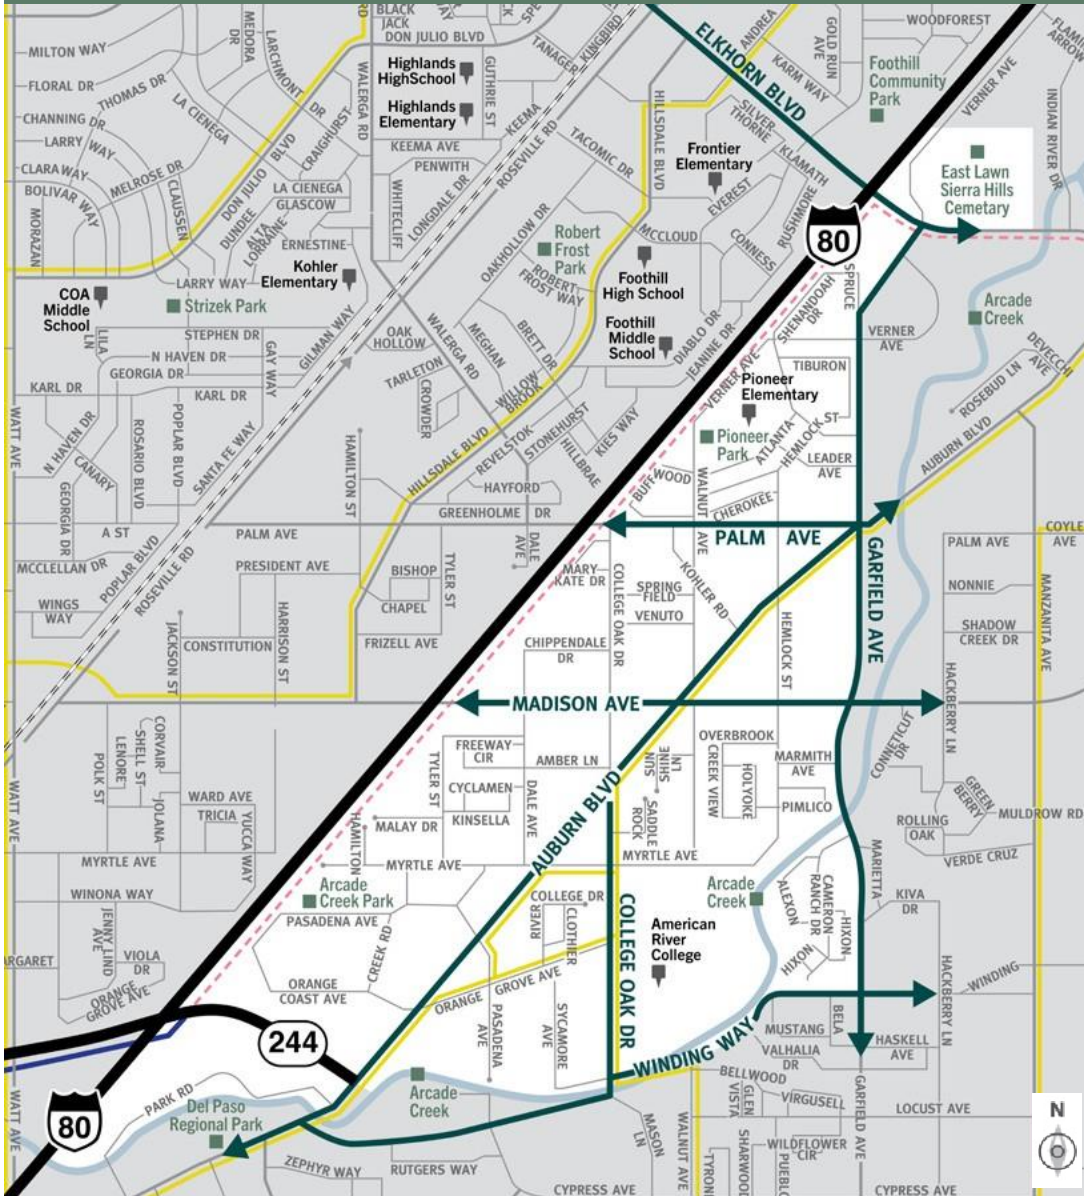 BLACK
JACK
DON JULIO BLVD
MEDORA
DR
LARCHMONT DR
MILTON WAY
FLORAL DR
THOMAS DR
LA CIENEGA
CHANNING DR
LARRY WAY
CLARA WAY
BOLIVAR WAY
MORAZAN
MELROSE DR
CLAUSSEN
DON JULIO BLVD
CRAIGHURST
WALERGA RD
DUNDEE
ALTA
LORAINE
LA CIENEGA
GLASCOW
ERNESTINE
LARRY WAY
Highlands
HighSchool
Highlands
Elementary
GUTHRIE ST
KEEMA
KEEMA AVE
PENWITH
WHITECLIFF
LONGDALE DR
ROSEVILLE RD
TANAGER
KINGBIRD
ELKHORN BLVD
ANDREA
KARM WAY
GOLD RUN
AVE
WOODFOREST
Foothill
Community
Park
VERNER AVE
FLAMI
ARROW
INDIAN RIVER DR
HILLSDALE BLVD
SILVER
THORNE
KLAMATH
Frontier
Elementary
EVEREST
RUSHMORE
MCCLOUD
CONNESS
TACOMIC DR
OAKHOLLOW DR
Robert
Frost
Park
ROBERT
FROST WAY
Foothill
High School
Foothill
Middle
School
DIABLO DR
JEANINE DR
80
East Lawn
Sierra Hills
Cemetary
Arcade
Creek
COA
Middle
School
Strizek Park
Kohler
Elementary
STEPHEN DR
LILA
LN
N HAVEN DR
GEORGIA DR
KARL DR
KARL DR
GAY WAY
GILMAN WAY
OAK
HOLLOW
WALERGA RD
TARLETON
CROWDER
MEGHAN
BRETT DR
WILLOW
BROOK
HILLSDALE BLVD
REVELSTOK
STONEHURST
HILLBRAE
KIES WAY
HAYFORD
GREENHOLME DR
WATT AVE
N HAVEN DR
CANARY
ROSARIO BLVD
POPLAR BLVD
SANTA FE WAY
HAMILTON ST
GEORGIA DR
A ST
MCCLELLAN DR
POPLAR BLVD
ROSEVILLE RD
WINGS
WAY
PALM AVE
PRESIDENT AVE
BISHOP
CHAPEL
TYLER ST
DALE
AVE
FRIZELL AVE
JACKSON ST
CONSTITUTION
HARRISON ST
SPRUCE
SHENANDOAH
DR
VERNER
AVE
VERNER AVE
TIBURON
Pioneer
Elementary
Pioneer
Park
ATLANTA
HEMLOCK ST
LEADER
AVE
BUFFWOOD
WALNUT AVE
CHEROKEE
ROSEBUD LN
DEVECCHI
AVE
AUBURN BLVD
PALM AVE
GARFIELD AVE
MARY
KATE DR
COLLEGE OAK DR
SPRING
FIELD
VENUTO
KOHLER RD
HEMLOCK ST
CHIPPENDALE
DR
PALM AVE
COYLE
AVE
NONNIE
SHADOW
CREEK DR
MANZANITA AVE
HACKBERRY LN
MADISON AVE
CONNECTICUT
DR
FREEWAY
CIR
AMBER LN
TYLER ST
CYCLAMEN
KINSELLA
DALE AVE
MALAY DR
HAMILTON
MYRTLE AVE
AUBURN BLVD
SUN
SHINE
LN
SADDLE
ROCK
MYRTLE AVE
OVERBROOK
CREEK VIEW
HOLYOKE
MARMITH
AVE
PIMLICO
GREEN
BERRY
MULDROW RD
ROLLING
OAK
VERDE CRUZ
POLK ST
LENORE
SHELL ST
CORVAIR
JOLANA
WARD AVE
TRICIA
YUCCA WAY
WATT AVE
MYRTLE AVE
WINONA WAY
JENNY LIND
AVE
VIOLA
DR
ARGARET
ORANGE
GROVE AVE
Arcade
Creek Park
PASADENA AVE
CREEK RD
ORANGE
COAST AVE
COLLEGE DR
RIVER
CLOTHIER
ORANGE GROVE AVE
PASADENA
AVE
SYCAMORE
AVE
COLLEGE OAK DR
American
River
College
Arcade
Creek
ALEXON
CAMERON
RANCH DR
HIXON
HIXON
MARIETTA
KIVA
DR
HACKBERRY LN
WINDING
WINDING WAY
BELA
MUSTANG
VALHALIA
DR
HASKELL
AVE
244
80
WATT AVE
PARK RD
Del Paso
Regional Park
Arcade
Creek
ZEPHYR WAY
RUTGERS WAY
CYPRESS AVE
MASON
LN
WALNUT AVE
BELLWOOD
GLEN
VISTA
VIRGUSELL
WILDFLOWER
CIR
SHARWOOD
PUEBLO
TYRON
GARFIELD AVE
LOCUST AVE
CYPRESS AVE
N